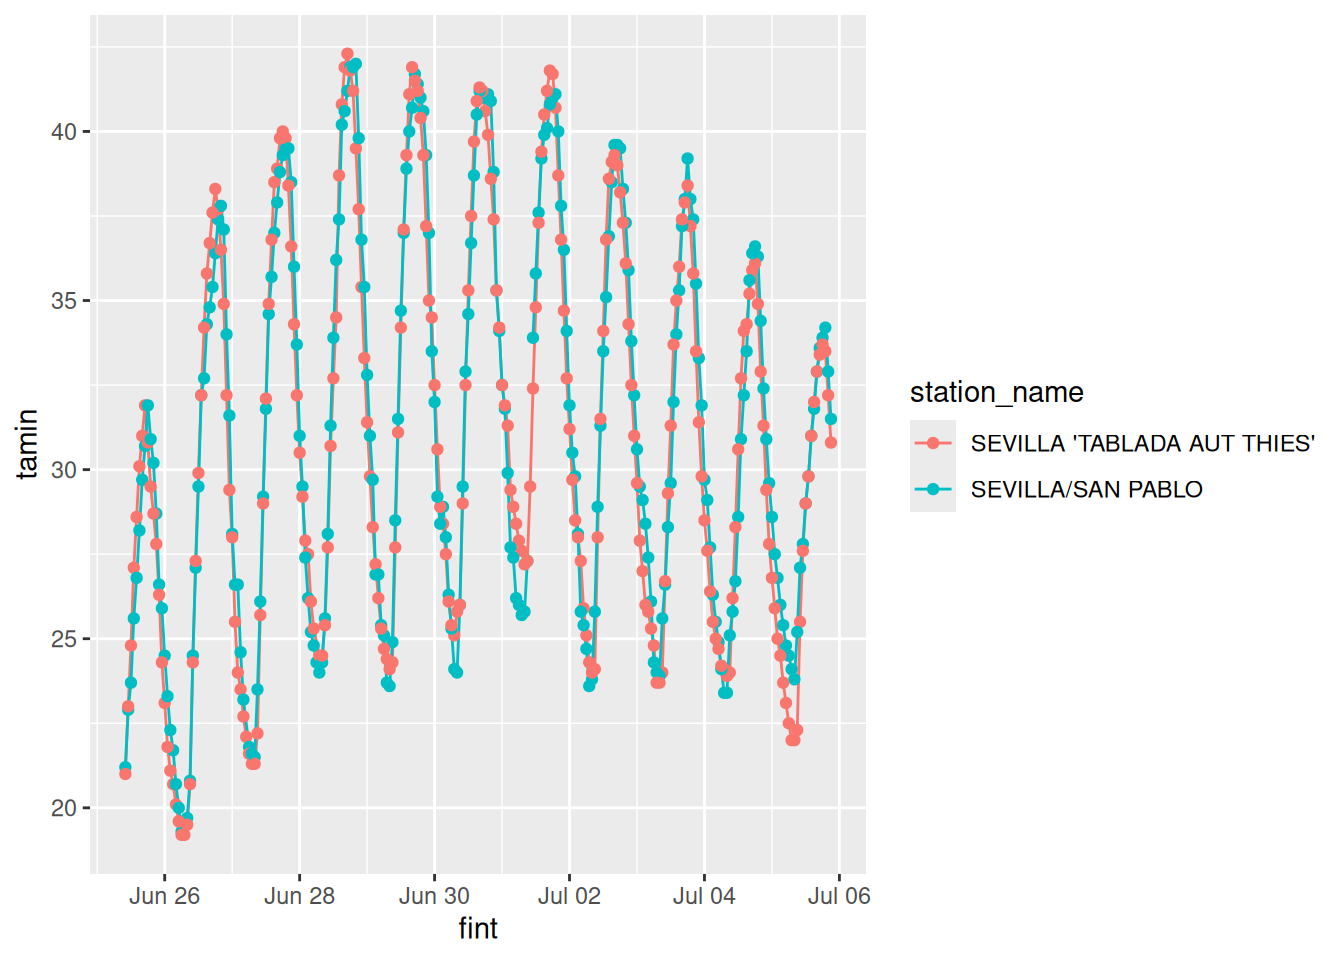 tamin
40
35
30
25
20
Jun 26 Jun 28 Jun 30 Jul 02 Jul 04 Jul 06
fint
station_name
SEVILLA 'TABLADA AUT THIES'
SEVILLA/SAN PABLO